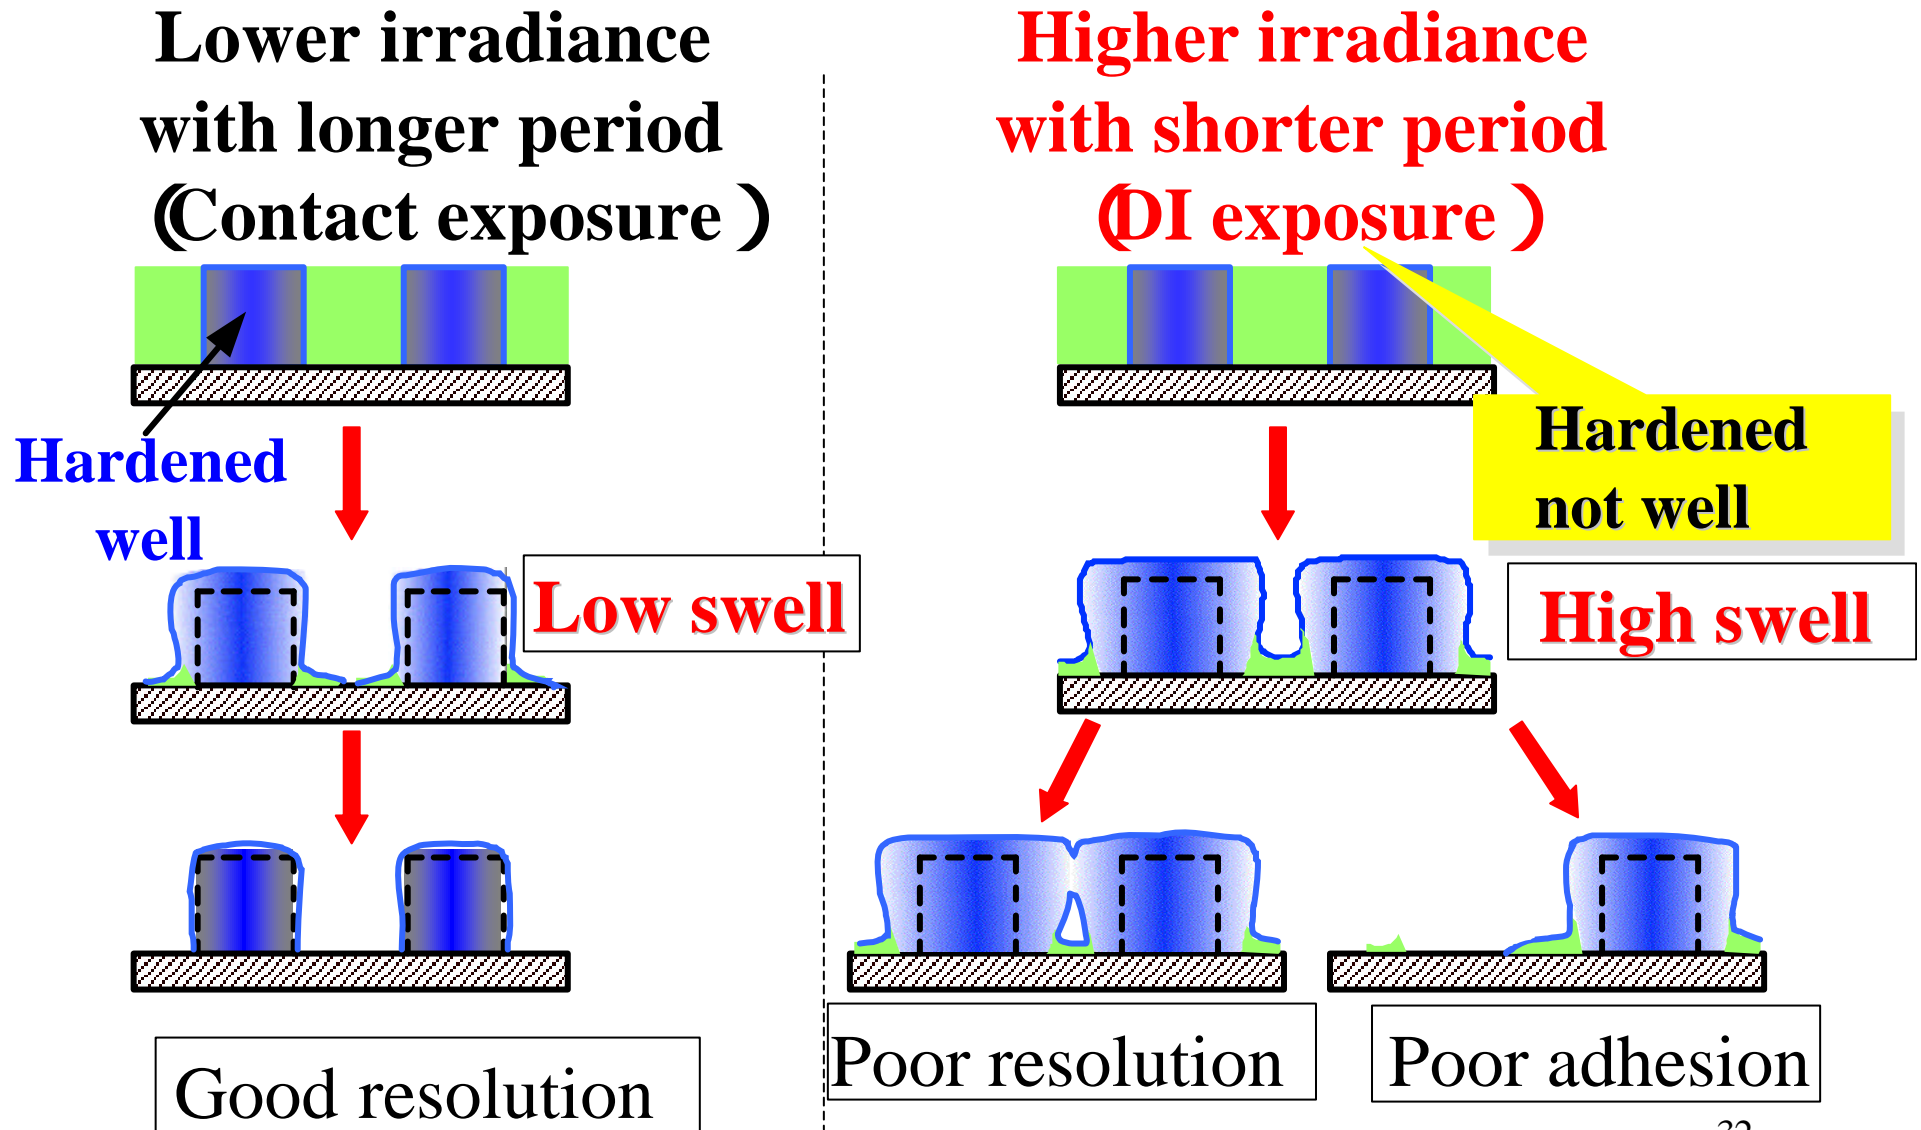 Lower irradiance
with longer period
(Contact exposure )
Higher irradiance
with shorter period
(DI exposure )
Hardened
well
Hardened
not well
Low swell
High swell
Good resolution
Poor resolution
Poor adhesion
32